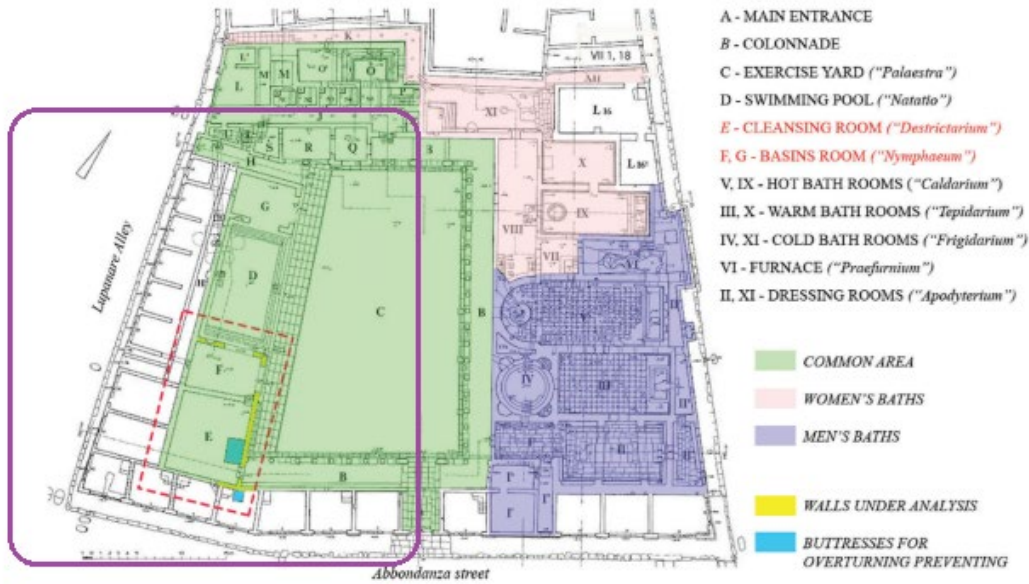 A - MAIN ENTRANCE
B - COLONNADE
C - EXERCISE YARD ("Palaestra")
D - SWIMMING POOL ("Natatio")
E - CLEANSING ROOM ("Destrictarium")
F, G - BASINS ROOM ("Nymphaeum")
V, IX - HOT BATH ROOMS ("Caldarium")
III, X - WARM BATH ROOMS ("Tepidarium")
IV, XI - COLD BATH ROOMS ("Frigidarium")
VI - FURNACE ("Praefurnium")
II, XI - DRESSING ROOMS ("Apodyterium")
COMMON AREA
WOMEN'S BATHS
MEN'S BATHS
WALLS UNDER ANALYSIS
BUTTRESSES FOR
OVERTURNING PREVENTING
K
VII 1, 18
L'
M'
M
O'
O
L
P
XII
XI
L 16
J
U
S
R
Q
B
H
X
L 16'
G
IX
VIII
VII
VI
D
H'
C
B
V
Lupanare Alley
F
IV
III
E
B
II
Abbondanza street